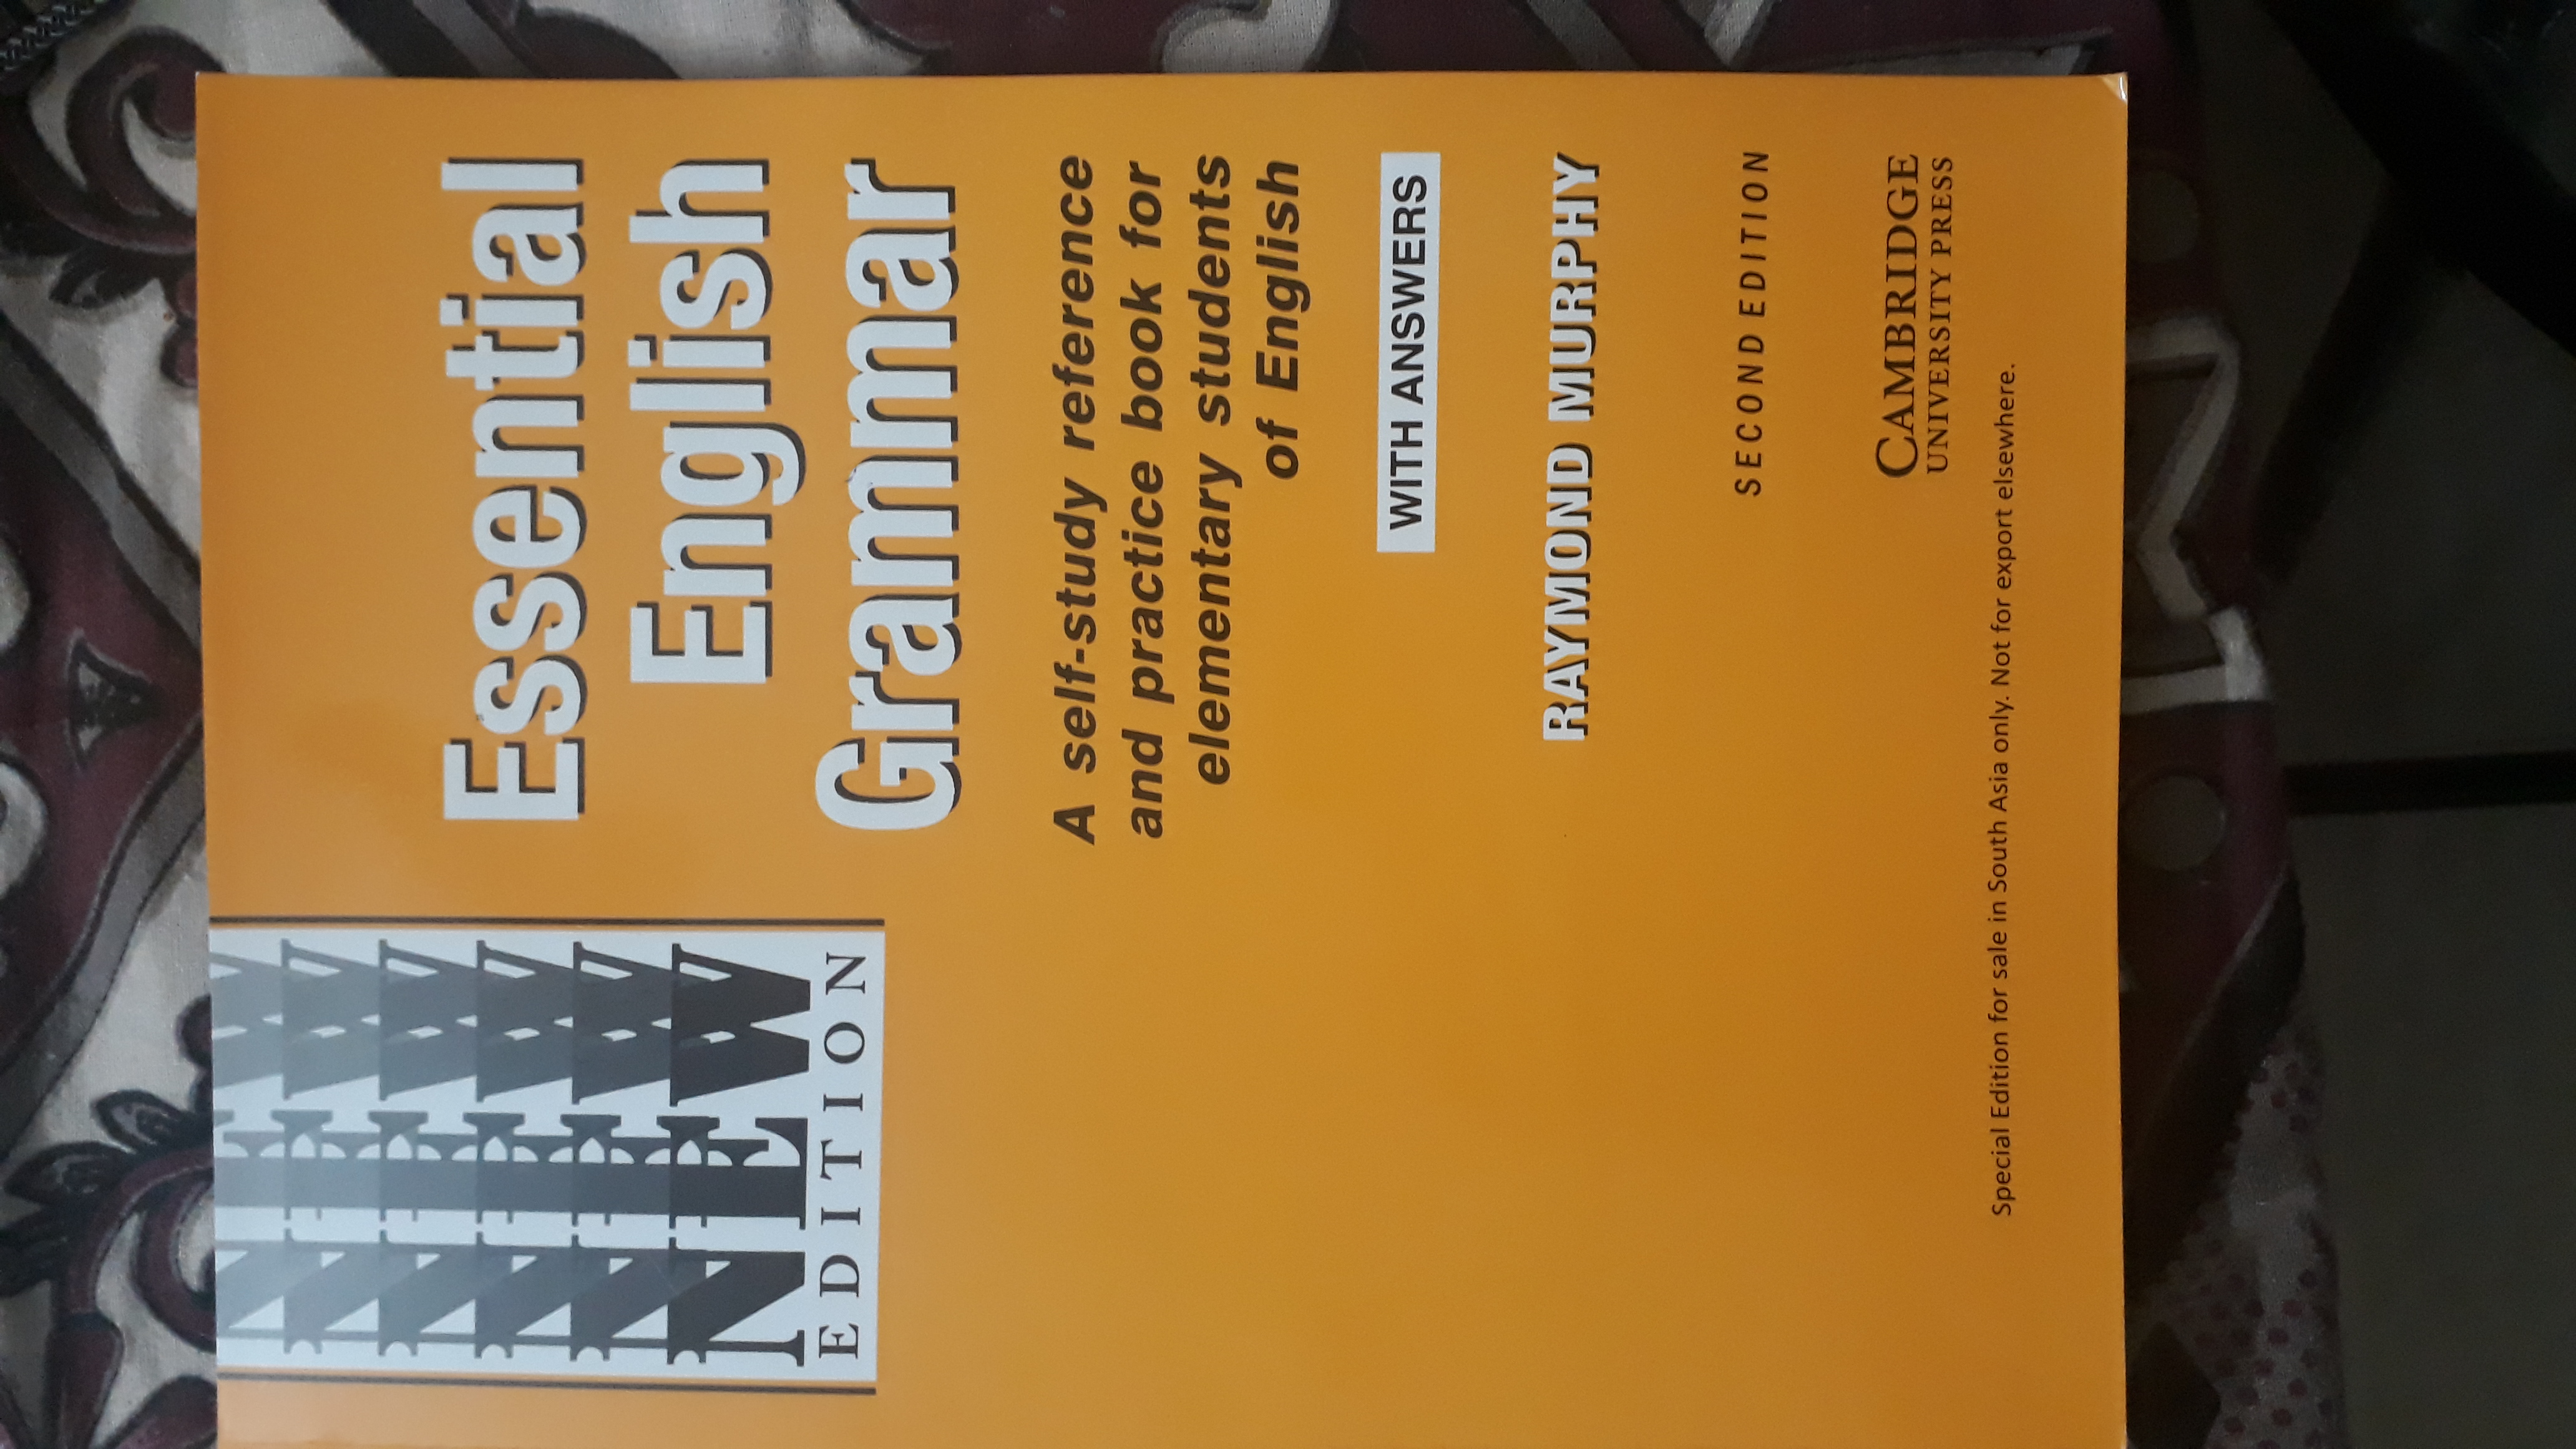 NEW
NEW
NEW
NEW
NEW
NEW
EDITION
Essential
English
Grammar
A self-study reference
and practice book for
elementary students
of English
WITH ANSWERS
RAYMOND MURPHY
SECOND EDITION
CAMBRIDGE
UNIVERSITY PRESS
Special Edition for sale in South Asia only. Not for export elsewhere.